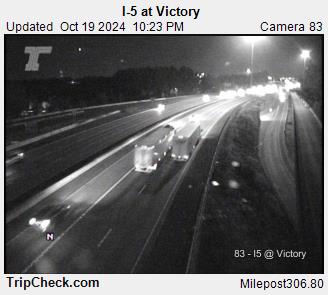 I-5 at Victory
Updated Oct 19 2024 10:23 PM Camera 83
T
N
83 - I5 @ Victory
TripCheck.com Milepost306.80